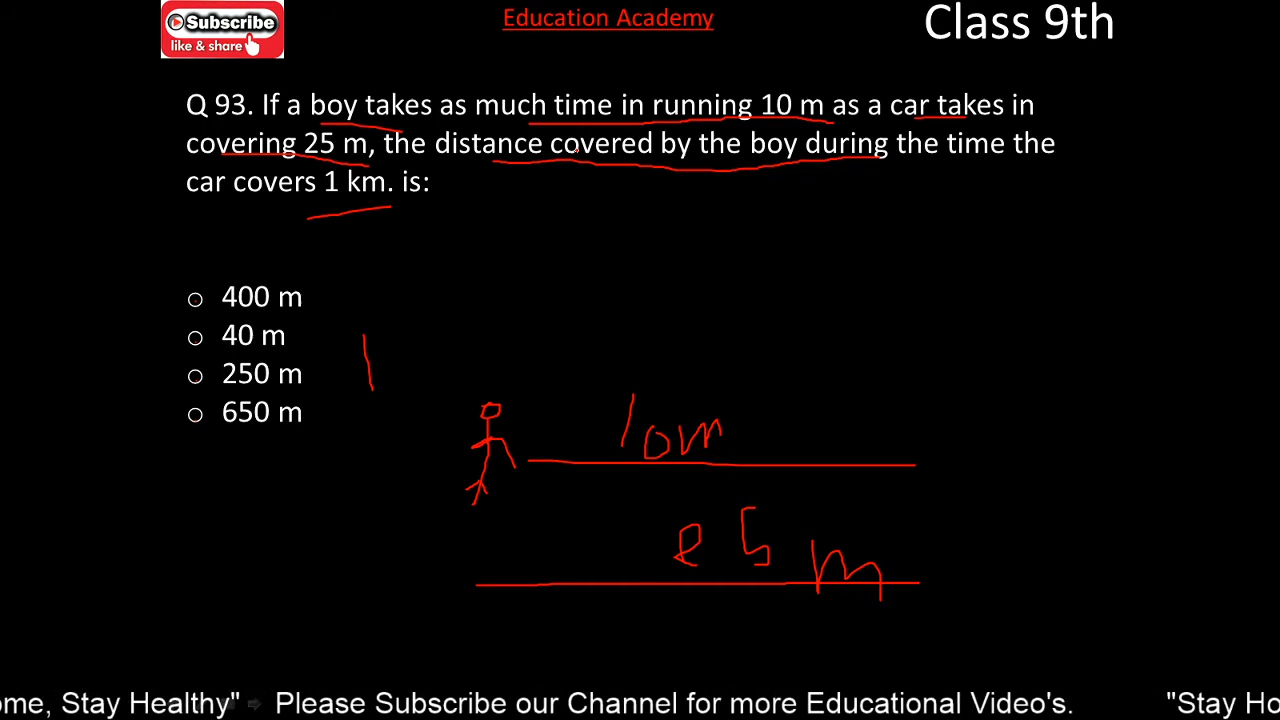 Subscribe
like & share
Education Academy
Class 9th
Q 93. If a boy takes as much time in running 10 m as a car takes in
covering 25 m, the distance covered by the boy during the time the
car covers 1 km. is:
400 m
40 m
250 m
650 m
10m
25 m
ome, Stay Healthy" Please Subscribe our Channel for more Educational Video's. "Stay Ho